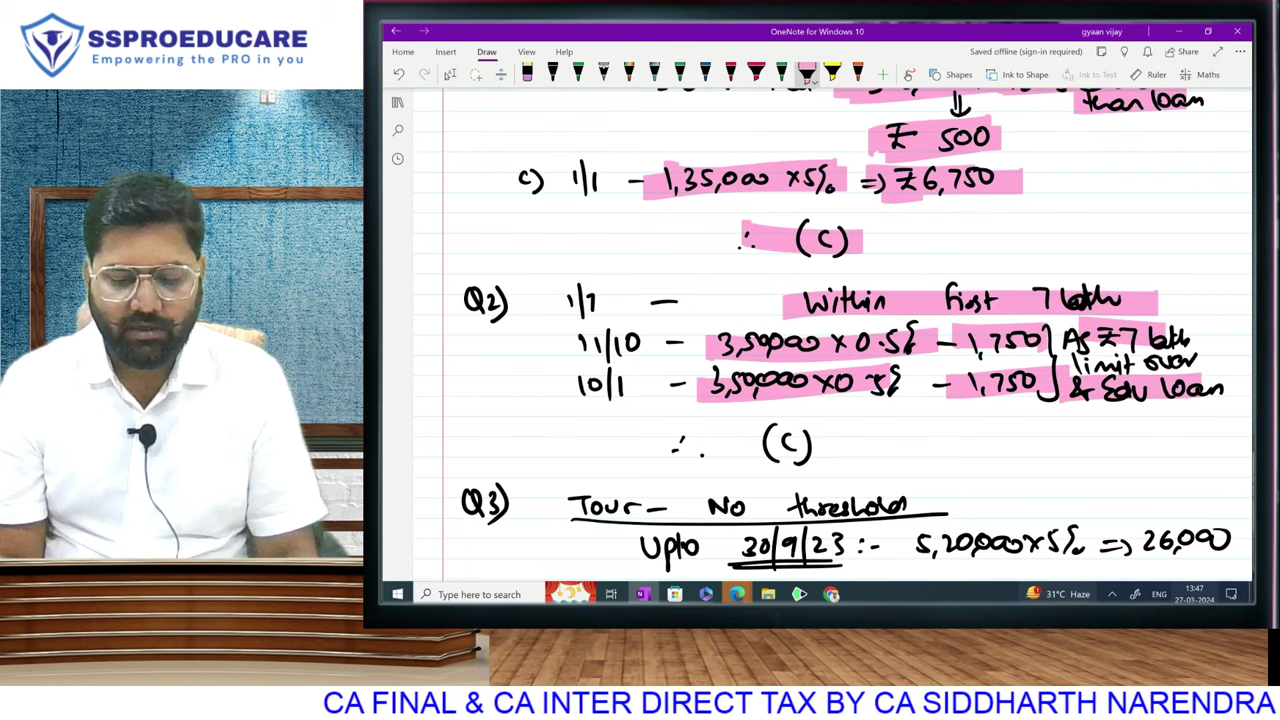 SSPROEDUCARE
Empowering the PRO in you
OneNote for Windows 10
gyaan vijay
Home Insert Draw View Help
Saved offline (sign-in required)
Share
Shapes
Ink to Shape
Ink to Text
Ruler
Maths
than loan
₹ 500
c) 1/1 - 1,35,000 x5% => ₹6,750
∴ (C)
Q2) 1/7 - Within first 7 lakh
11/10 - 3,50,000 x 0.5% - 1,750
10/1 - 3,50,000 x 0.5% - 1,750
As ₹7 lakh
limit over
& Edu loan
∴ (C)
Q3) Tour - No threshold
Upto 30/9/23 :- 5,20,000x5% => 26,000
Type here to search
31°C Haze
ENG
13:47
27-03-2024
CA FINAL & CA INTER DIRECT TAX BY CA SIDDHARTH NARENDRA